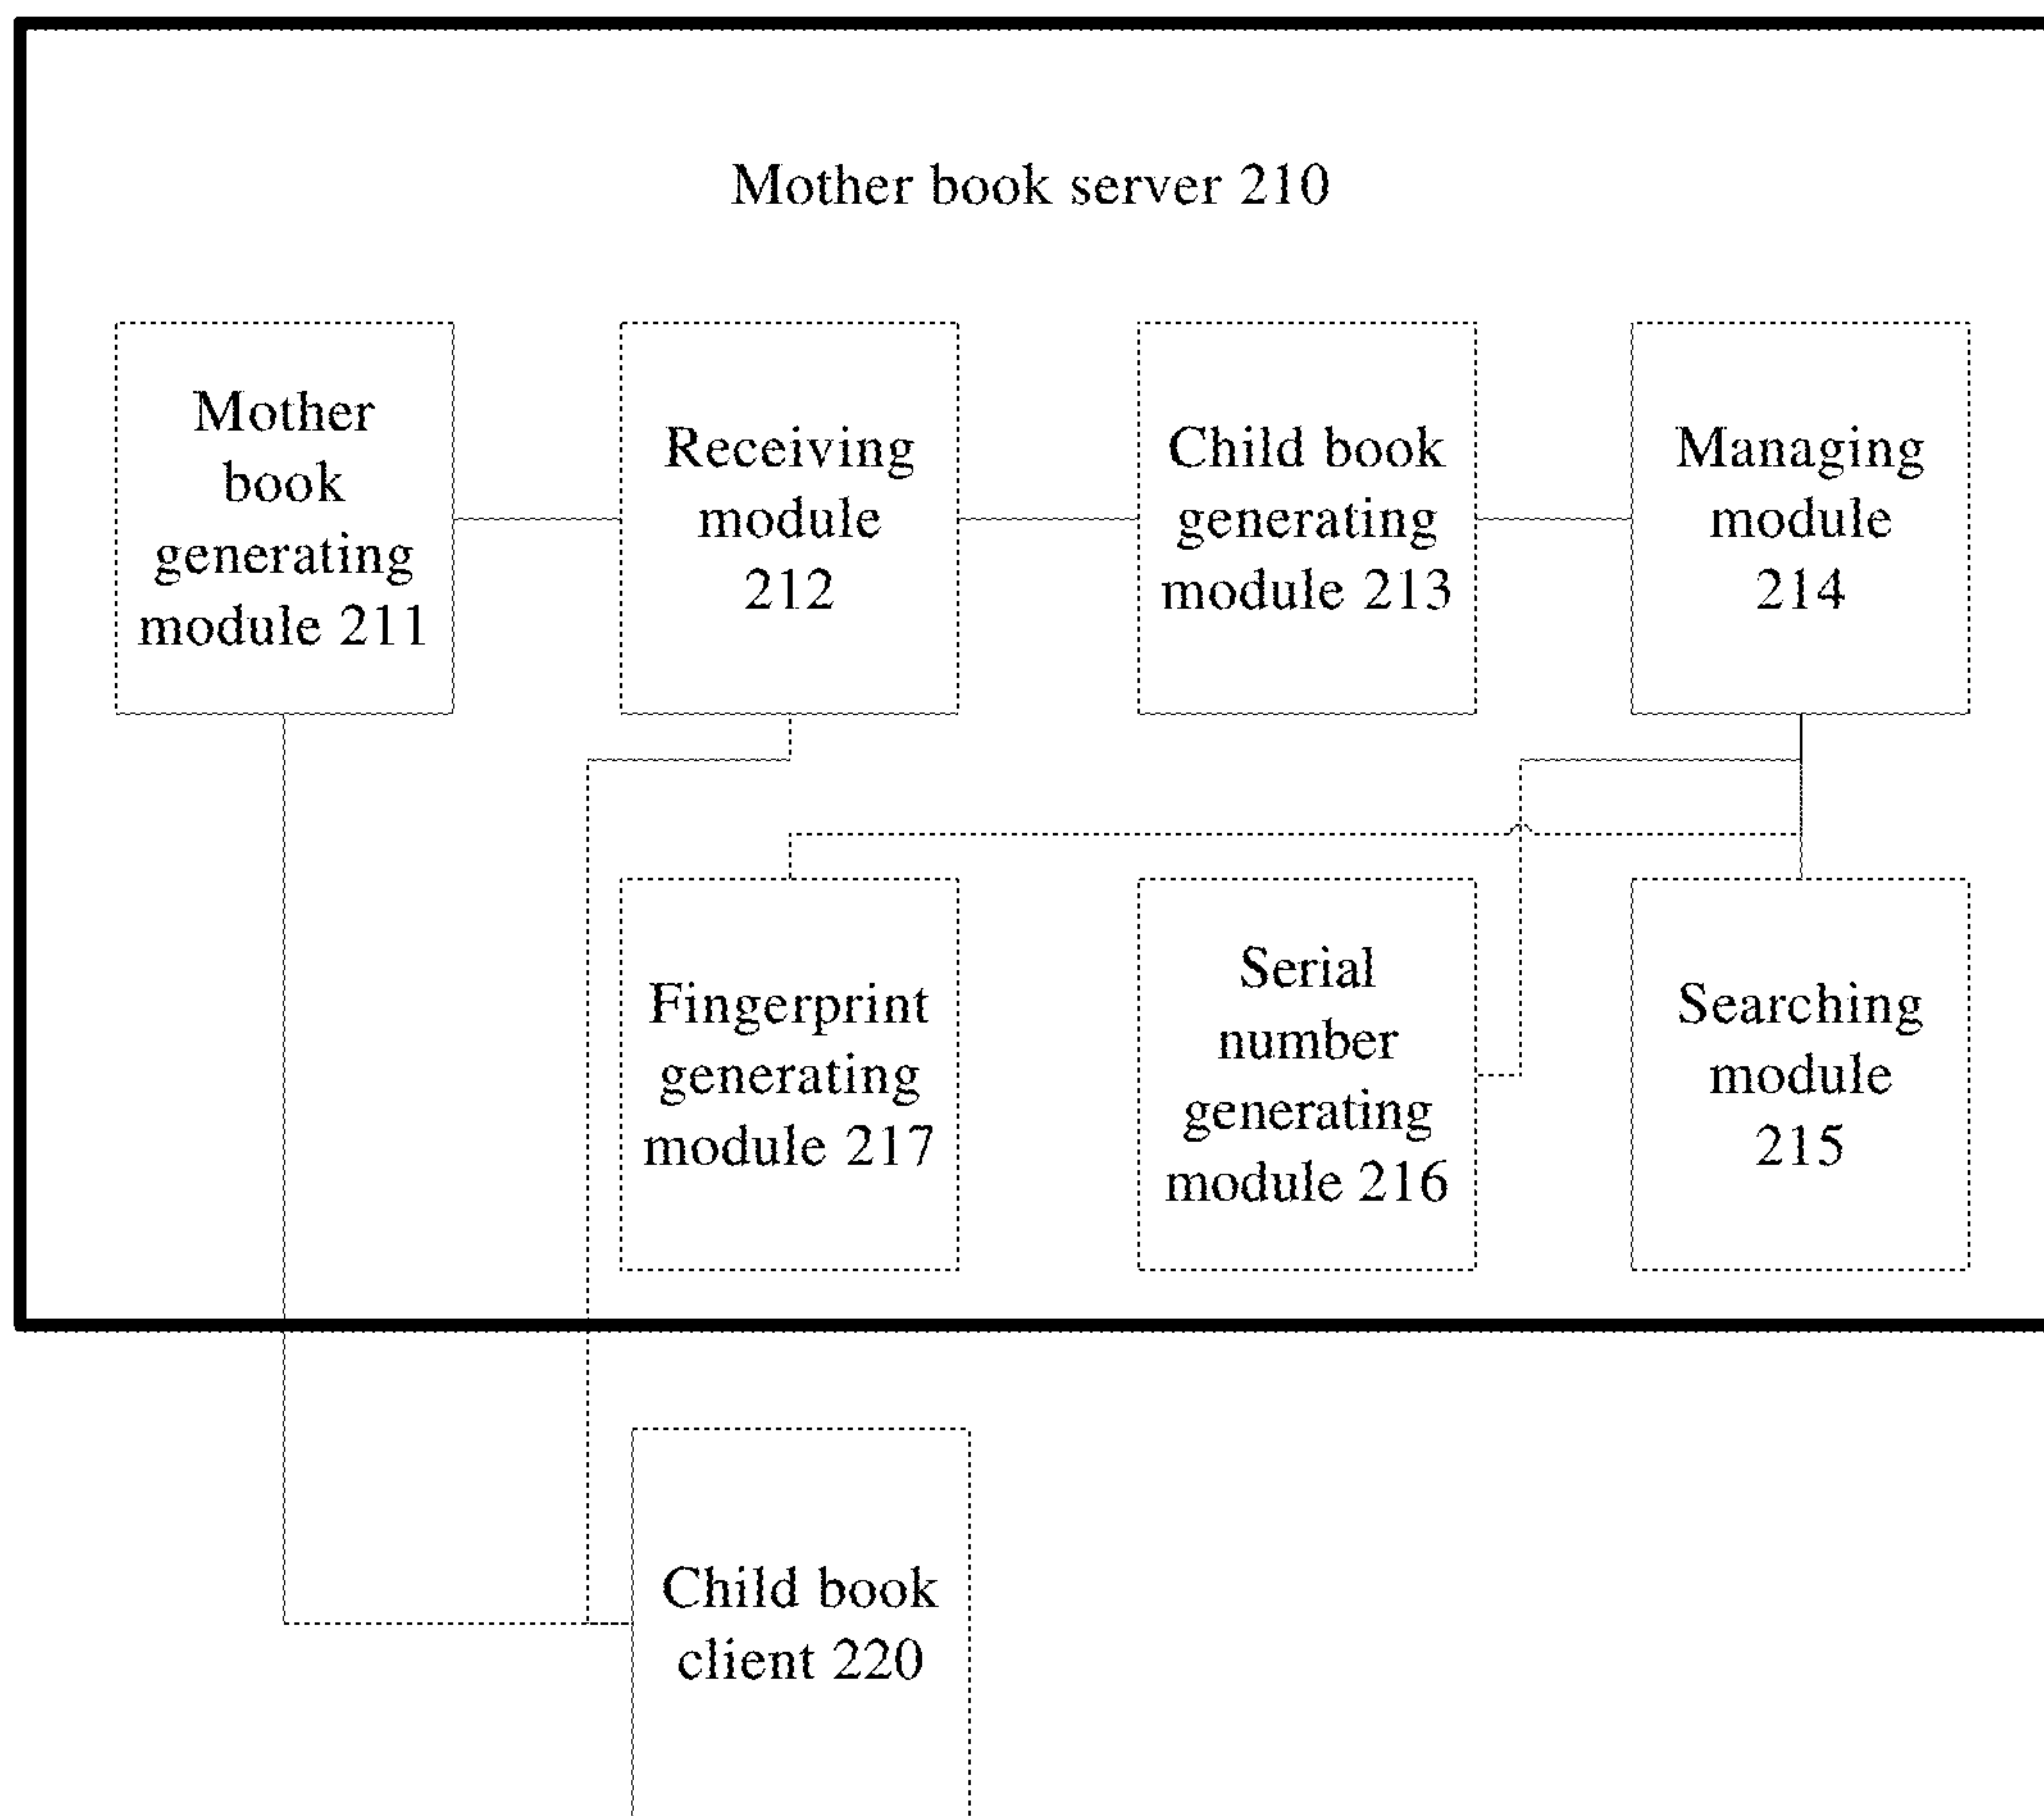 Mother book server 210
Mother
book
generating
module 211
Receiving
module
212
Child book
generating
module 213
Managing
module
214
Fingerprint
generating
module 217
Serial
number
generating
module 216
Searching
module
215
Child book
client 220